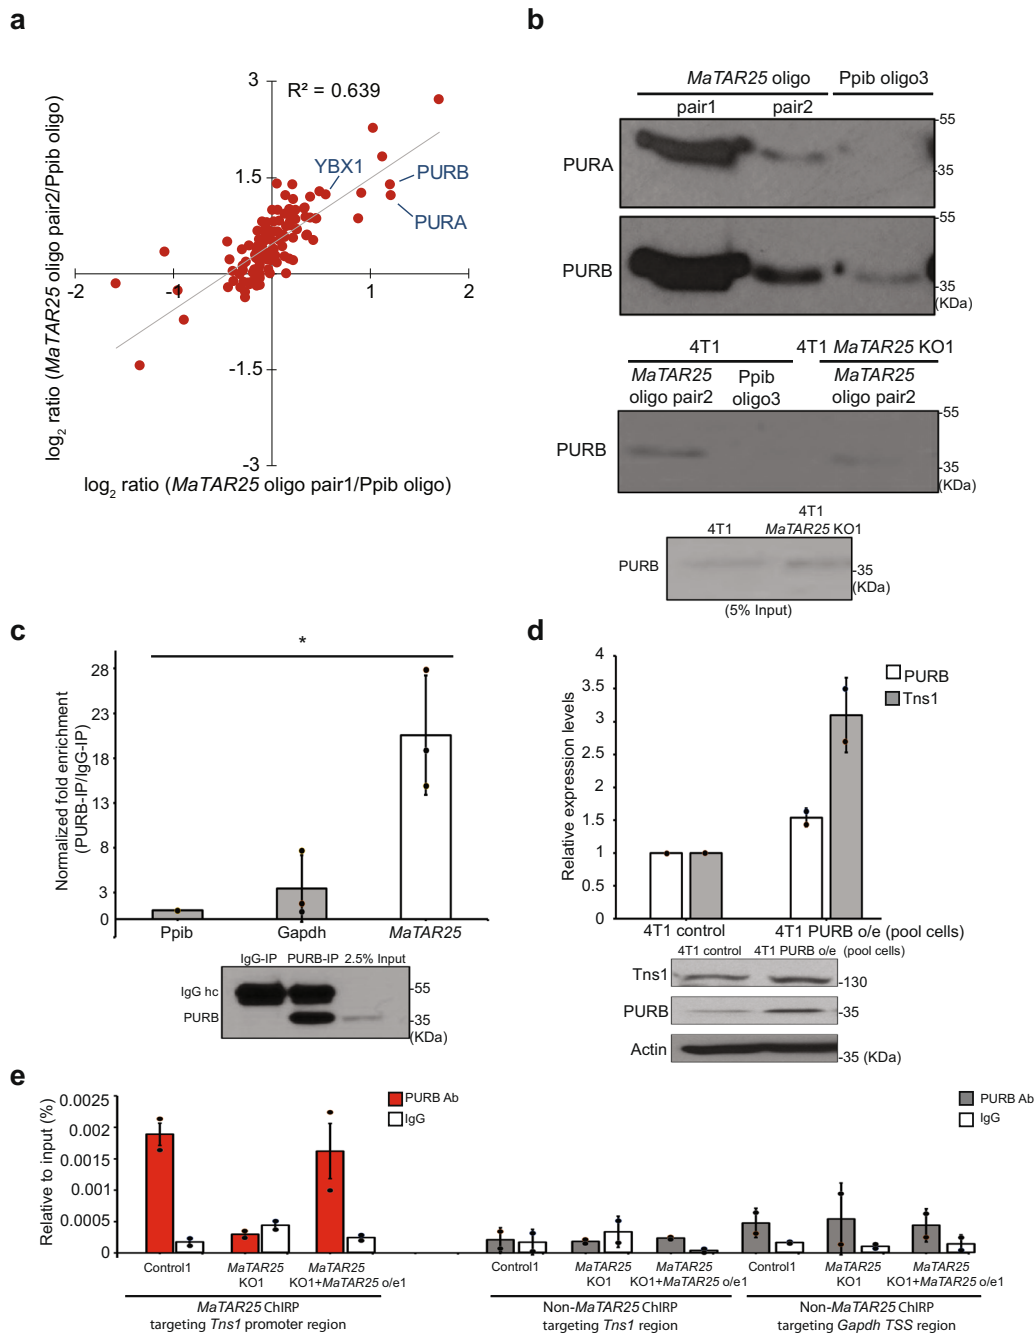 a
3
R² = 0.639
1.5
YBX1
PURB
PURA
-2
-1
1
2
-1.5
-3
log2 ratio (MaTAR25 oligo pair2/Ppib oligo)
log2 ratio (MaTAR25 oligo pair1/Ppib oligo)
b
MaTAR25 oligo
Ppib oligo3
pair1
pair2
-55
PURA
-35
-55
PURB
-35
(KDa)
4T1
4T1 MaTAR25 KO1
MaTAR25
oligo pair2
Ppib
oligo3
MaTAR25
oligo pair2
-55
PURB
-35
(KDa)
4T1
4T1
MaTAR25 KO1
PURB
-35
(KDa)
(5% Input)
c
*
28
23
18
13
8
3
0
Normalized fold enrichment
(PURB-IP/IgG-IP)
Ppib
Gapdh
MaTAR25
IgG-IP
PURB-IP
2.5% Input
IgG hc
-55
PURB
-35
(KDa)
d
4
3.5
3
2.5
2
1.5
1
0.5
0
Relative expression levels
PURB
Tns1
4T1 control
4T1 PURB o/e (pool cells)
4T1 control
4T1 PURB o/e (pool cells)
Tns1
-130
PURB
-35
Actin
-35 (KDa)
e
Relative to input (%)
0.0025
0.002
0.0015
0.001
0.0005
0
PURB Ab
IgG
PURB Ab
IgG
Control1
MaTAR25
KO1
MaTAR25
KO1+MaTAR25 o/e1
Control1
MaTAR25
KO1
MaTAR25
KO1+MaTAR25 o/e1
Control1
MaTAR25
KO1
MaTAR25
KO1+MaTAR25 o/e1
MaTAR25 ChIRP
targeting Tns1 promoter region
Non-MaTAR25 ChIRP
targeting Tns1 region
Non-MaTAR25 ChIRP
targeting Gapdh TSS region